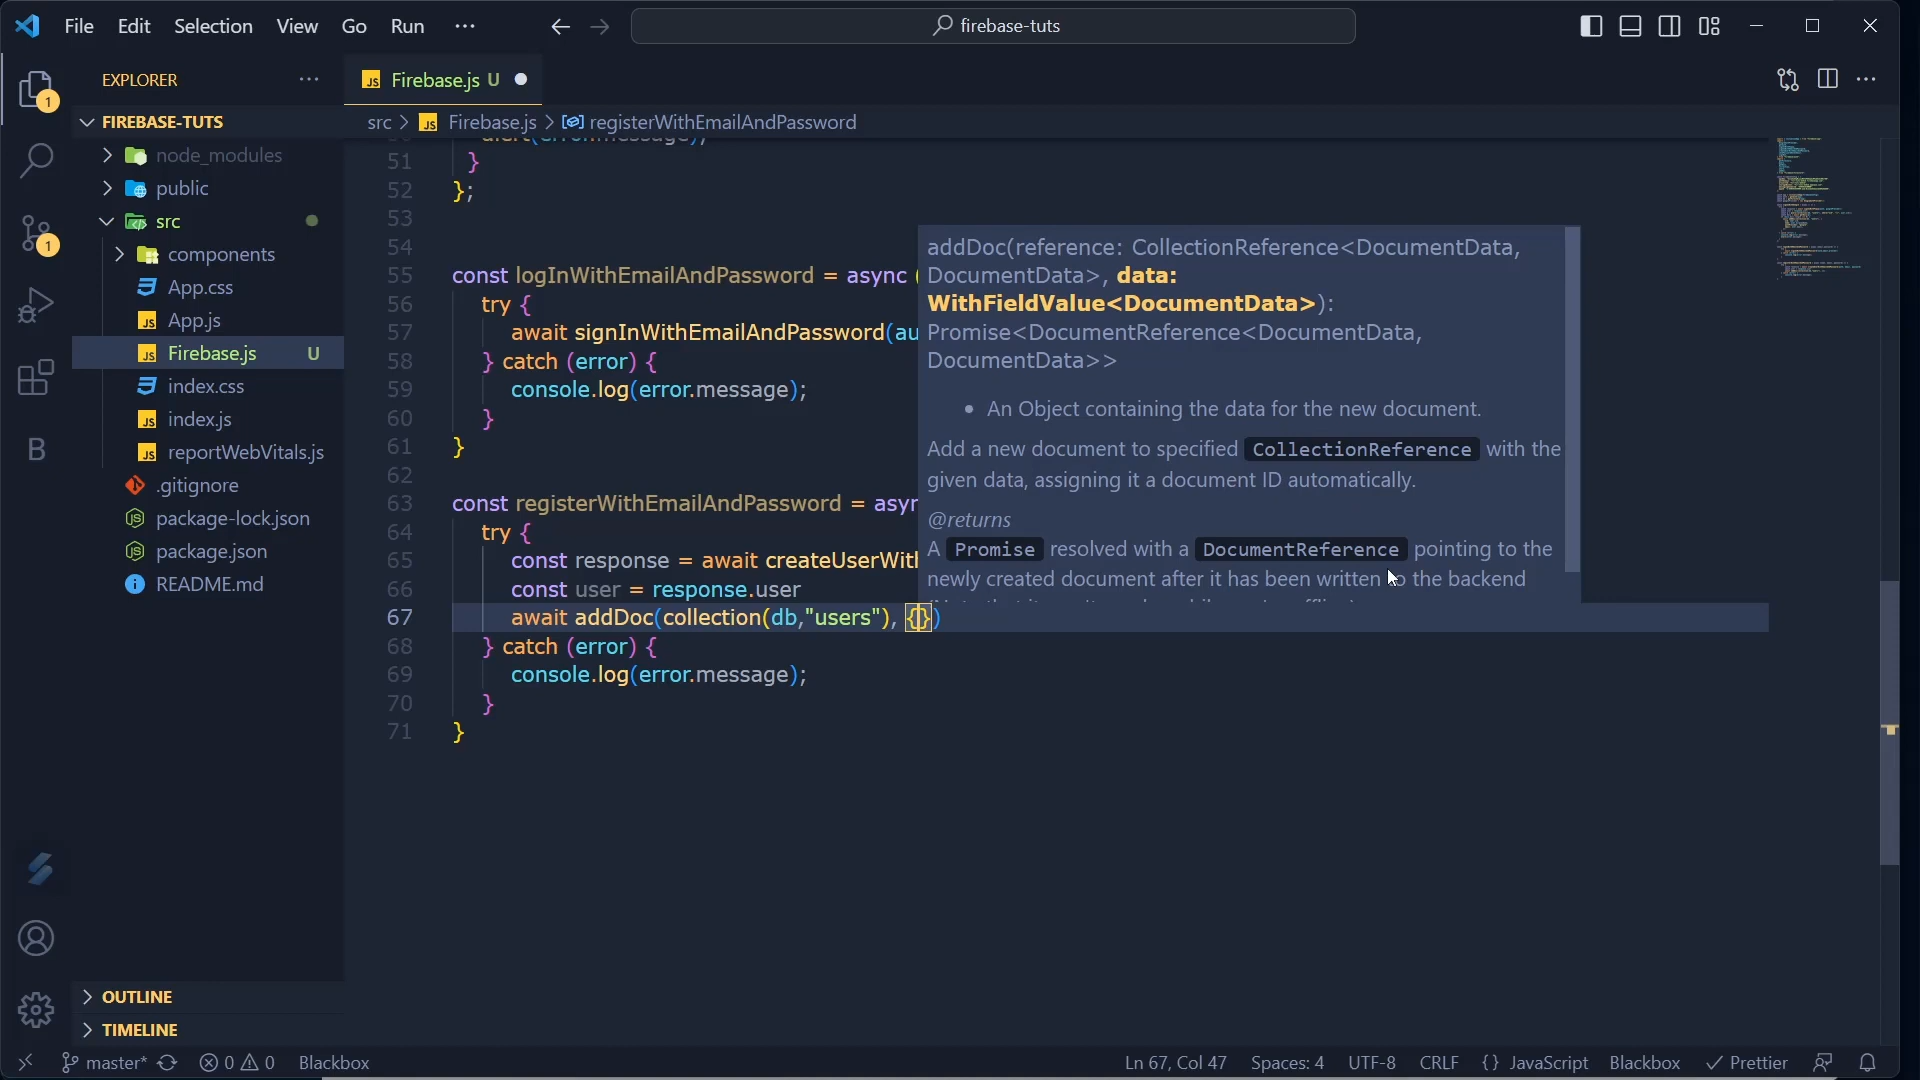 File Edit Selection View Go Run ···
firebase-tuts
EXPLORER ···
Firebase.js U
FIREBASE-TUTS
src > JS Firebase.js > registerWithEmailAndPassword
node_modules
public
src
components
App.css
JS App.js
JS Firebase.js U
index.css
JS index.js
JS reportWebVitals.js
.gitignore
package-lock.json
package.json
README.md
OUTLINE
TIMELINE
51 }
52 };
53
54
55 const logInWithEmailAndPassword = async (
56 try {
57 await signInWithEmailAndPassword(au
58 } catch (error) {
59 console.log(error.message);
60 }
61 }
62
63 const registerWithEmailAndPassword = asyn
64 try {
65 const response = await createUserWith
66 const user = response.user
67 await addDoc(collection(db,"users"), {})
68 } catch (error) {
69 console.log(error.message);
70 }
71 }
addDoc(reference: CollectionReference<DocumentData,
DocumentData>, data:
WithFieldValue<DocumentData>):
Promise<DocumentReference<DocumentData,
DocumentData>>
• An Object containing the data for the new document.
Add a new document to specified CollectionReference with the
given data, assigning it a document ID automatically.
@returns
A Promise resolved with a DocumentReference pointing to the
newly created document after it has been written to the backend
master* 0 0 Blackbox Ln 67, Col 47 Spaces: 4 UTF-8 CRLF {} JavaScript Blackbox Prettier